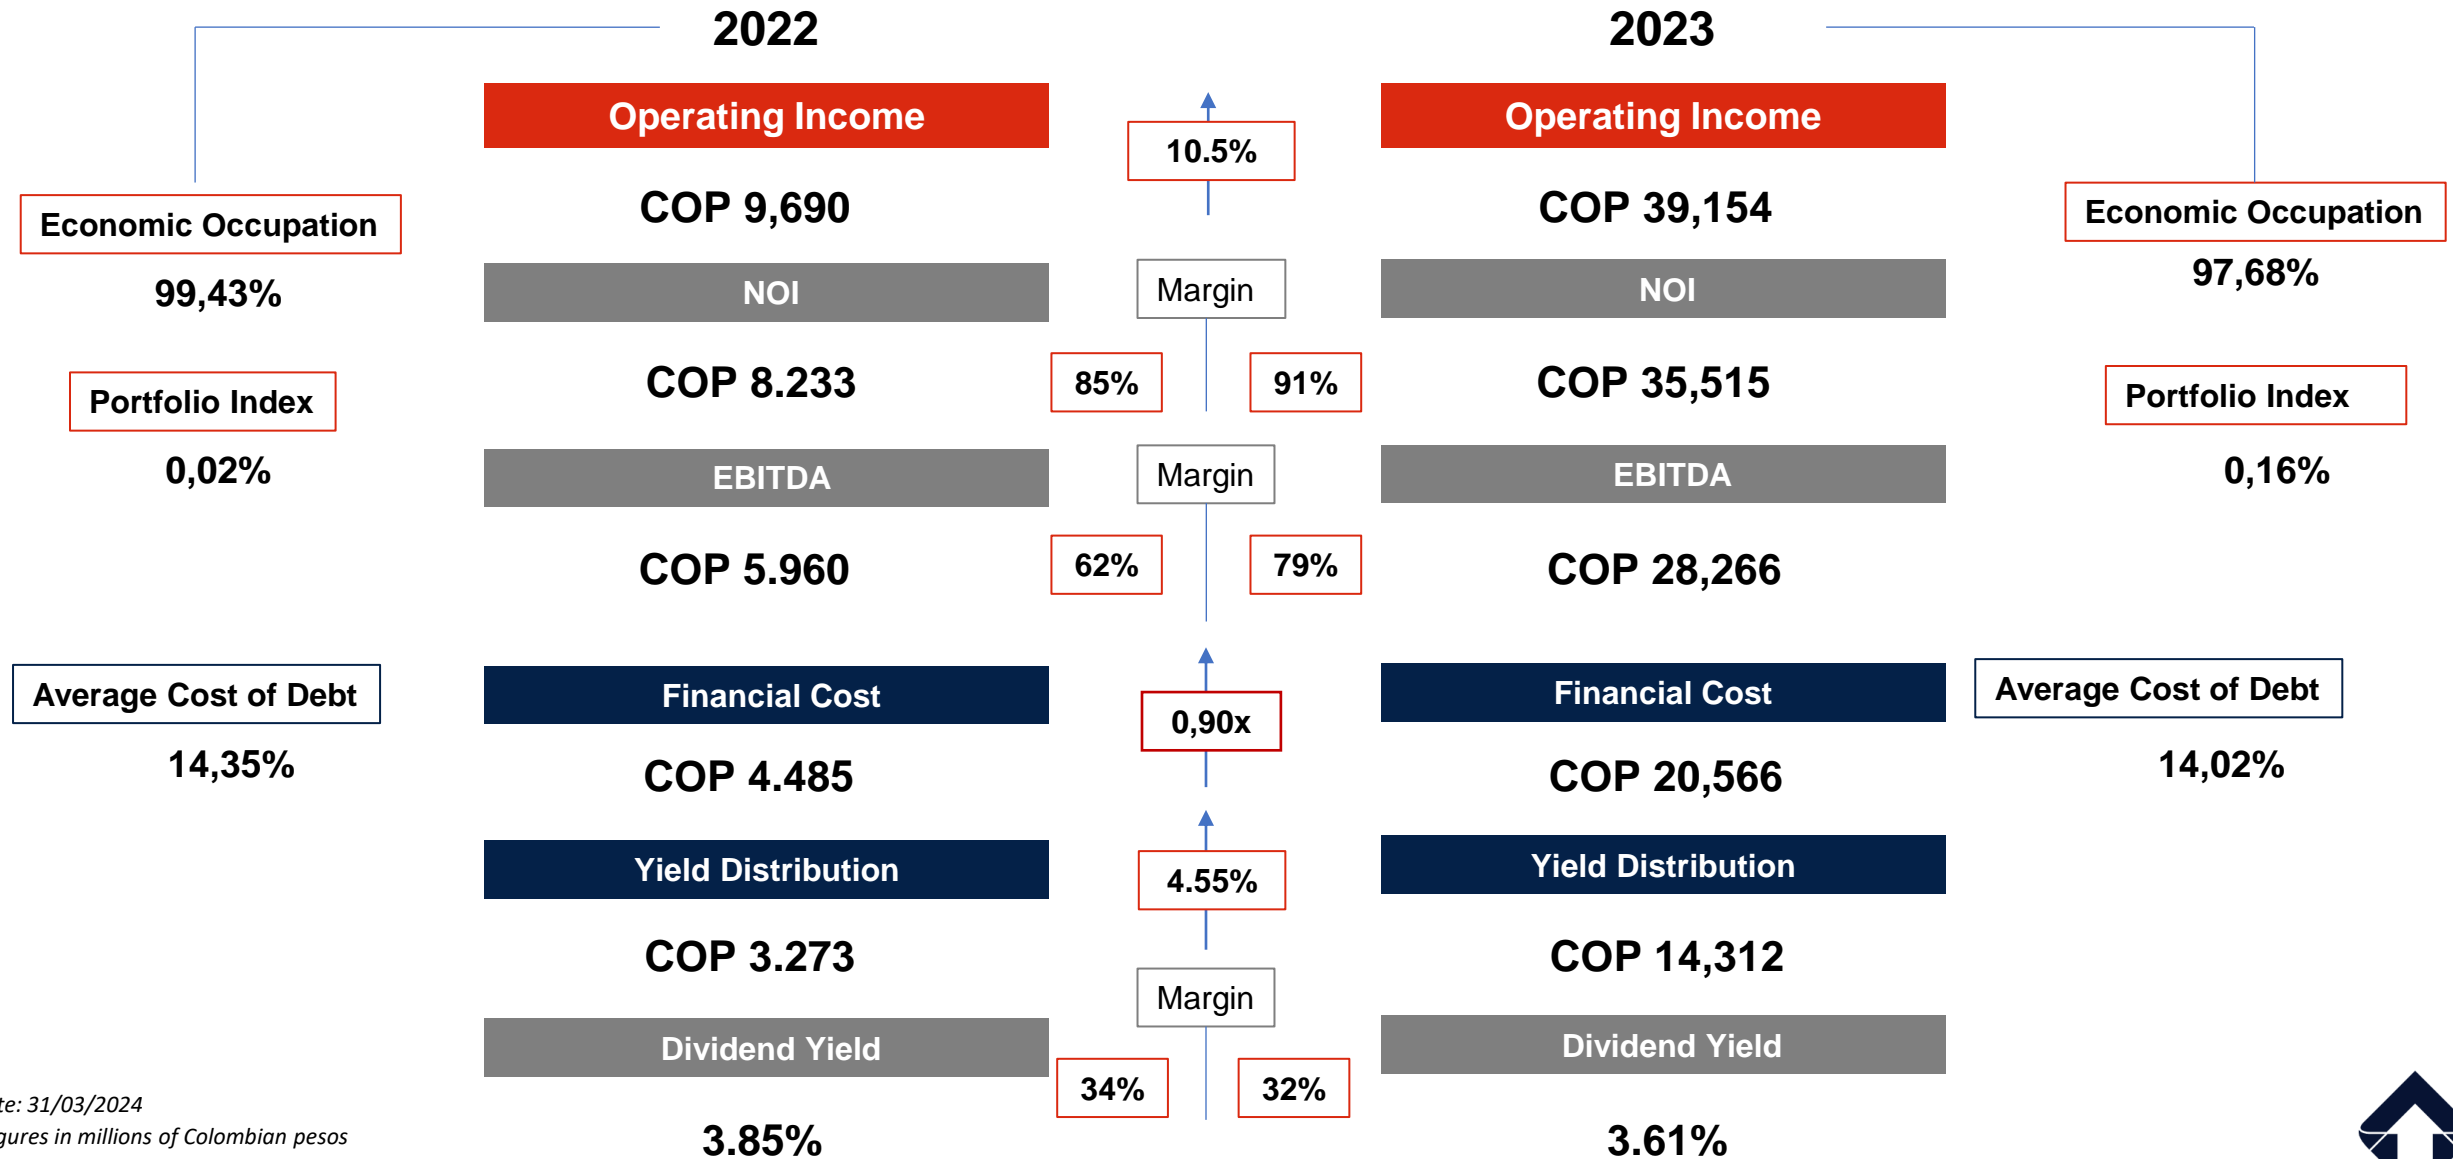 2022
2023
Operating Income
10.5%
Operating Income
COP 9,690
COP 39,154
Economic Occupation
99,43%
Economic Occupation
97,68%
NOI
Margin
NOI
COP 8.233
85%
91%
COP 35,515
Portfolio Index
0,02%
Portfolio Index
0,16%
EBITDA
Margin
EBITDA
COP 5.960
62%
79%
COP 28,266
Average Cost of Debt
14,35%
Financial Cost
0,90x
Financial Cost
Average Cost of Debt
14,02%
COP 4.485
COP 20,566
Yield Distribution
4.55%
Yield Distribution
COP 3.273
COP 14,312
Margin
Dividend Yield
34%
32%
Dividend Yield
3.85%
3.61%
te: 31/03/2024
gures in millions of Colombian pesos